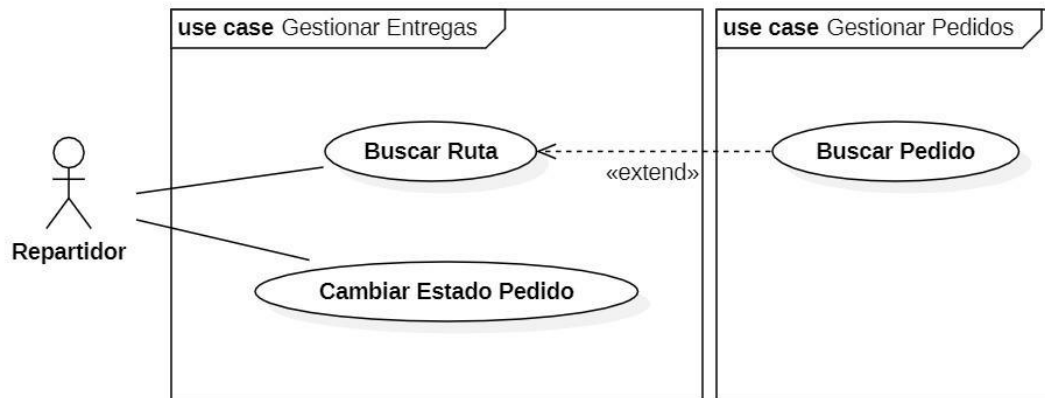 use case Gestionar Entregas
use case Gestionar Pedidos
Buscar Ruta
«extend»
Buscar Pedido
Repartidor
Cambiar Estado Pedido